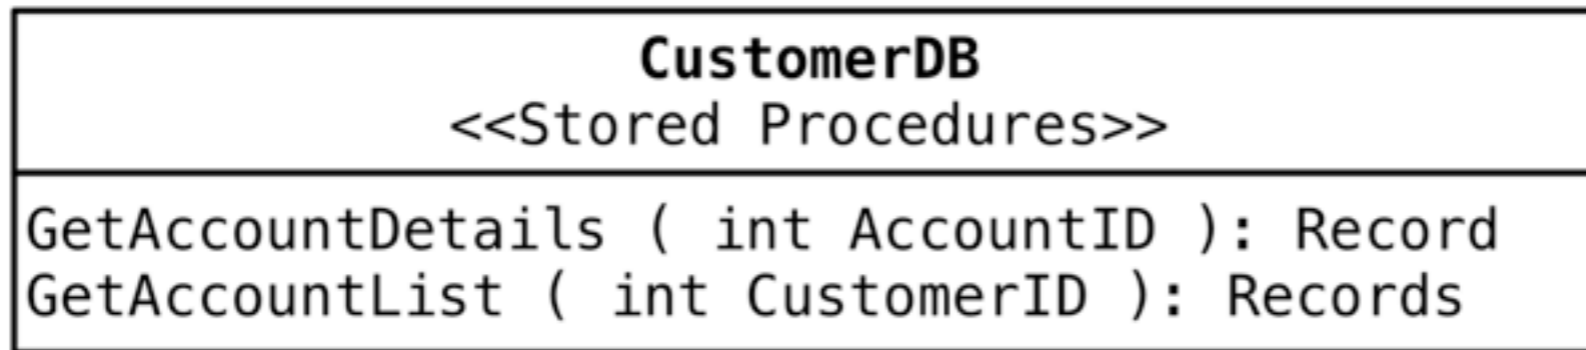 CustomerDB
<<Stored Procedures>>
GetAccountDetails ( int AccountID ): Record
GetAccountList ( int CustomerID ): Records